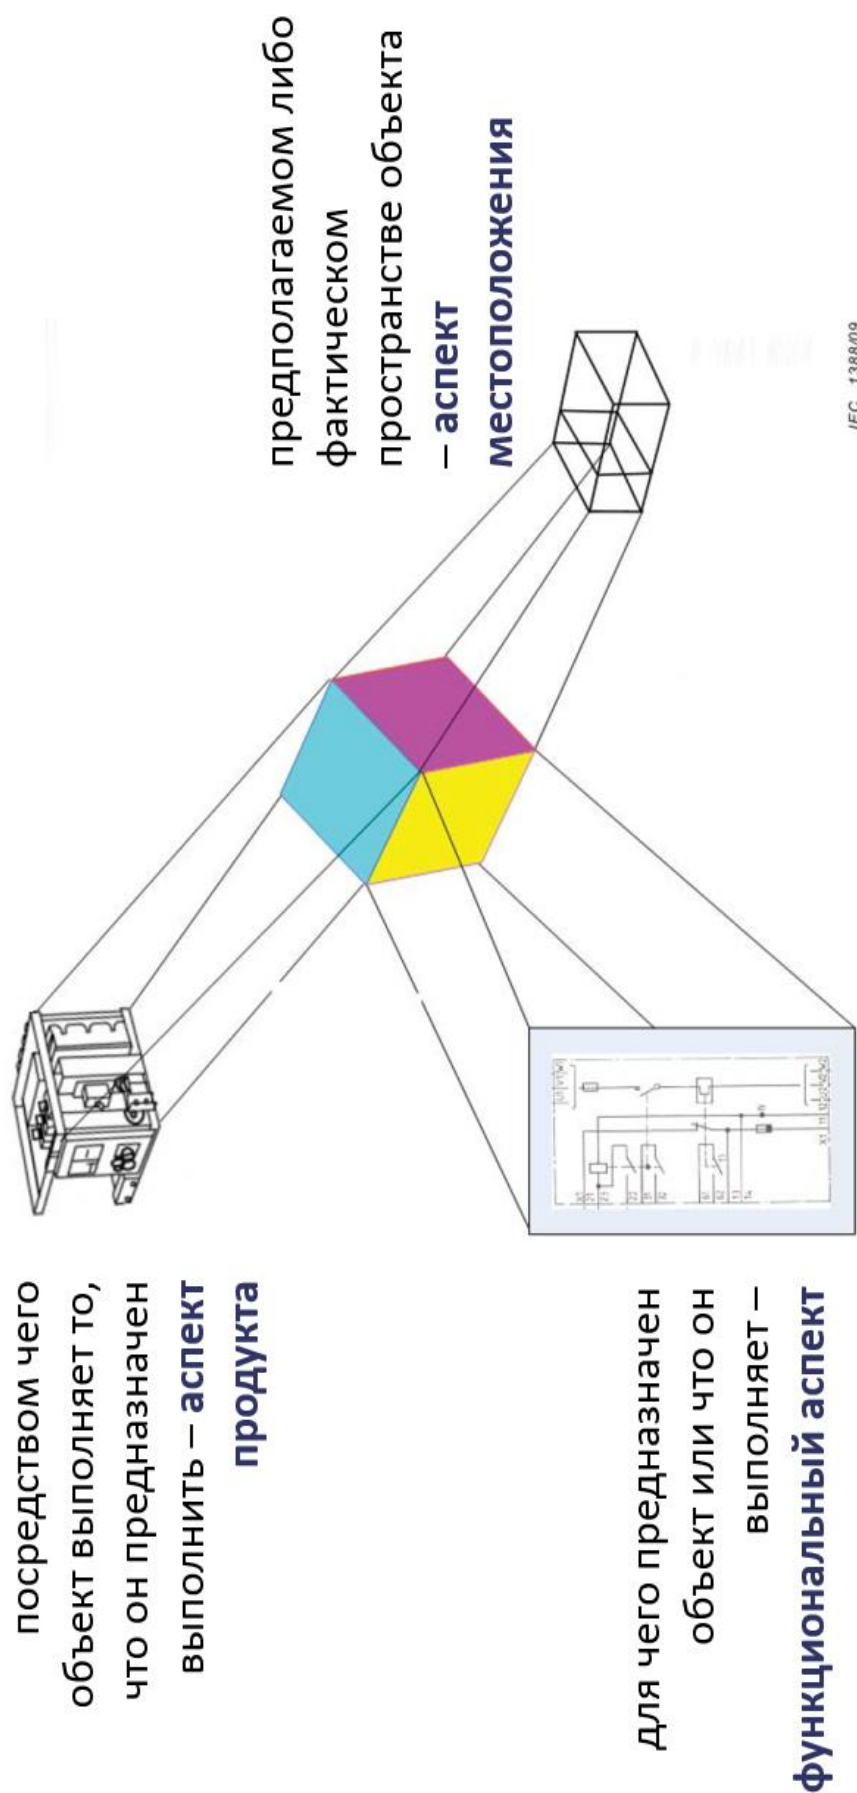 посредством чего
объект выполняет то,
что он предназначен
выполнить – аспект
продукта
предполагаемом либо
фактическом
пространстве объекта
– аспект
местоположения
для чего предназначен
объект или что он
выполняет –
функциональный аспект
IEC 1388/09